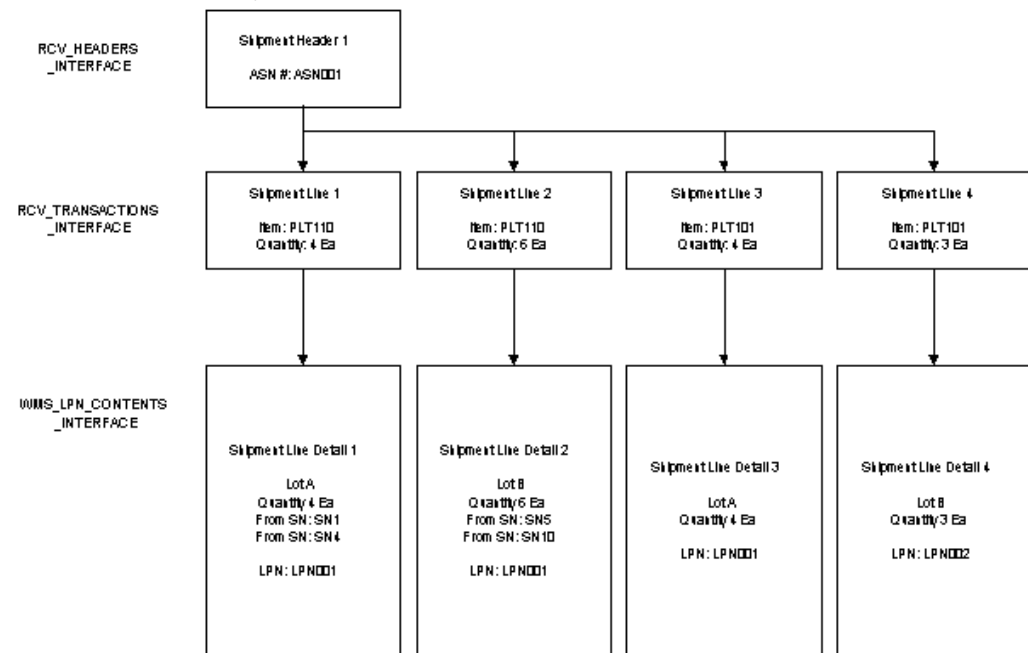 RCV_HEADERS
_INTERFACE
Shipment Header 1
ASN #: ASN001
RCV_TRANSACTIONS
_INTERFACE
Shipment Line 1
Item: PLT110
Quantity: 4 Ea
Shipment Line 2
Item: PLT110
Quantity: 6 Ea
Shipment Line 3
Item: PLT101
Quantity: 4 Ea
Shipment Line 4
Item: PLT101
Quantity: 3 Ea
WMS_LPN_CONTENTS
_INTERFACE
Shipment Line Detail 1
Lot A
Quantity 4 Ea
From SN: SN1
From SN: SN4
LPN: LPN001
Shipment Line Detail 2
Lot B
Quantity 6 Ea
From SN: SN5
From SN: SN10
LPN: LPN001
Shipment Line Detail 3
Lot A
Quantity 4 Ea
LPN: LPN001
Shipment Line Detail 4
Lot B
Quantity 3 Ea
LPN: LPN002